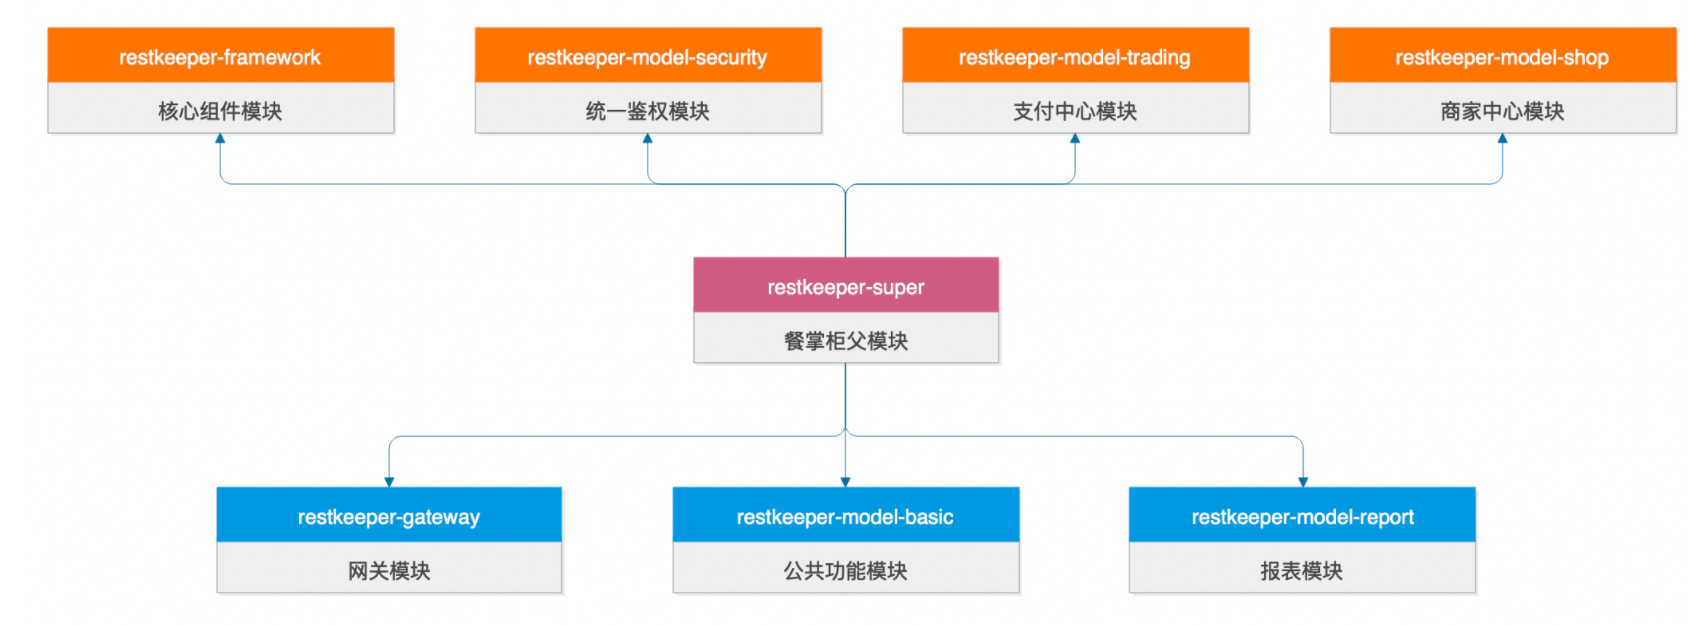 restkeeper-framework
核心组件模块
restkeeper-model-security
统一鉴权模块
restkeeper-model-trading
支付中心模块
restkeeper-model-shop
商家中心模块
restkeeper-super
餐掌柜父模块
restkeeper-gateway
网关模块
restkeeper-model-basic
公共功能模块
restkeeper-model-report
报表模块